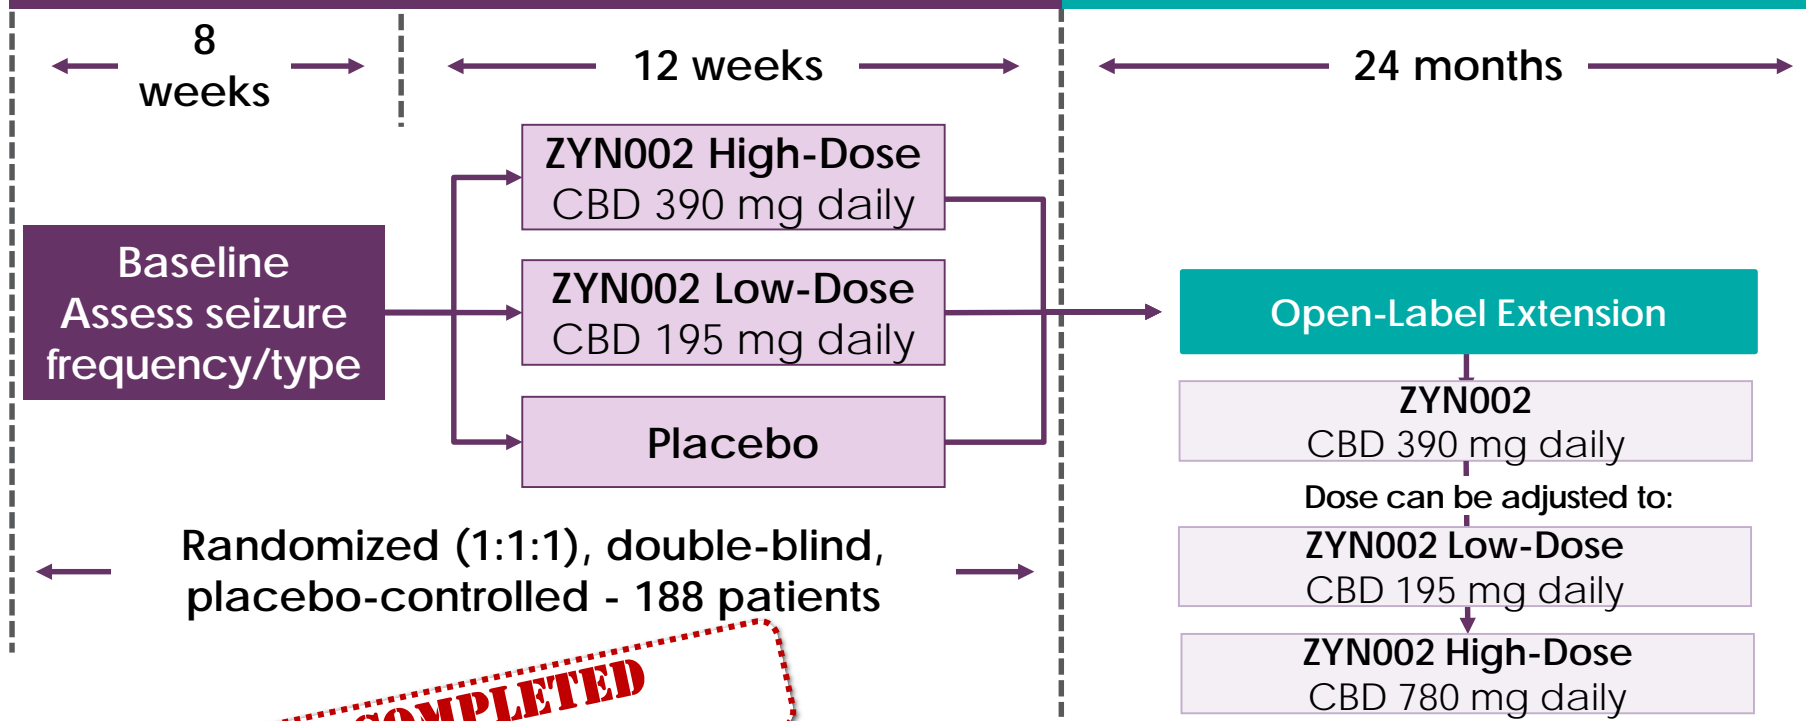 8
weeks
12 weeks
24 months
Baseline
Assess seizure
frequency/type
ZYN002 High-Dose
CBD 390 mg daily
ZYN002 Low-Dose
CBD 195 mg daily
Placebo
Randomized (1:1:1), double-blind,
placebo-controlled - 188 patients
COMPLETED
Open-Label Extension
ZYN002
CBD 390 mg daily
Dose can be adjusted to:
ZYN002 Low-Dose
CBD 195 mg daily
ZYN002 High-Dose
CBD 780 mg daily